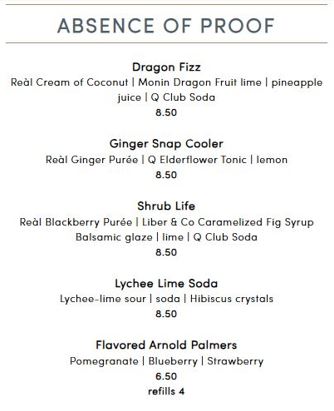 ABSENCE OF PROOF
Dragon Fizz
Reàl Cream of Coconut | Monin Dragon Fruit lime | pineapple
juice | Q Club Soda
8.50
Ginger Snap Cooler
Reàl Ginger Purée | Q Elderflower Tonic | lemon
8.50
Shrub Life
Reàl Blackberry Purée | Liber & Co Caramelized Fig Syrup
Balsamic glaze | lime | Q Club Soda
8.50
Lychee Lime Soda
Lychee-lime sour | soda | Hibiscus crystals
8.50
Flavored Arnold Palmers
Pomegranate | Blueberry | Strawberry
6.50
refills 4